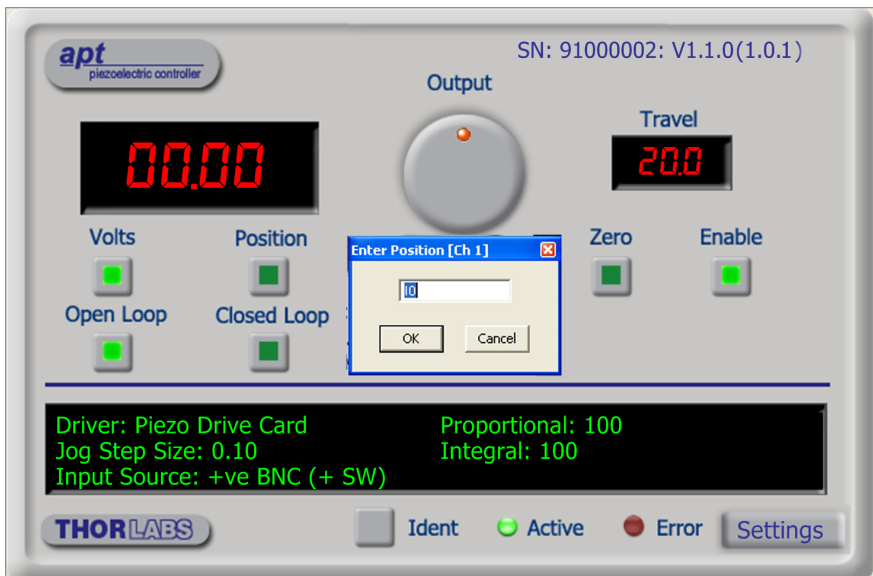 apt
piezoelectric controller
SN: 91000002: V1.1.0(1.0.1)
Output
Travel
00.00
20.0
Volts
Position
Zero
Enable
Enter Position [Ch 1]
10
OK
Cancel
Open Loop
Closed Loop
Driver: Piezo Drive Card
Proportional: 100
Jog Step Size: 0.10
Integral: 100
Input Source: +ve BNC (+ SW)
THORLABS
Ident
Active
Error
Settings